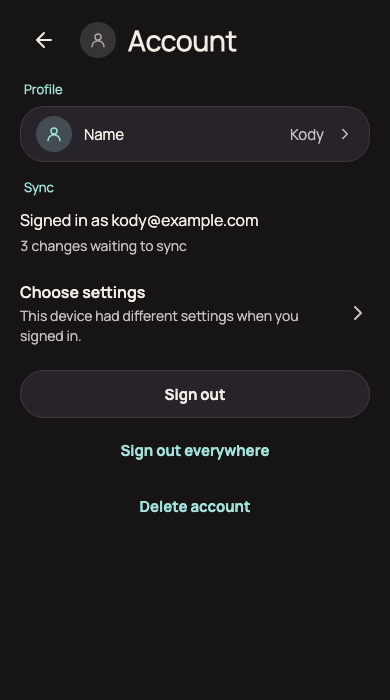 Account
Profile
Name
Kody
Sync
Signed in as kody@example.com
3 changes waiting to sync
Choose settings
This device had different settings when you
signed in.
Sign out
Sign out everywhere
Delete account